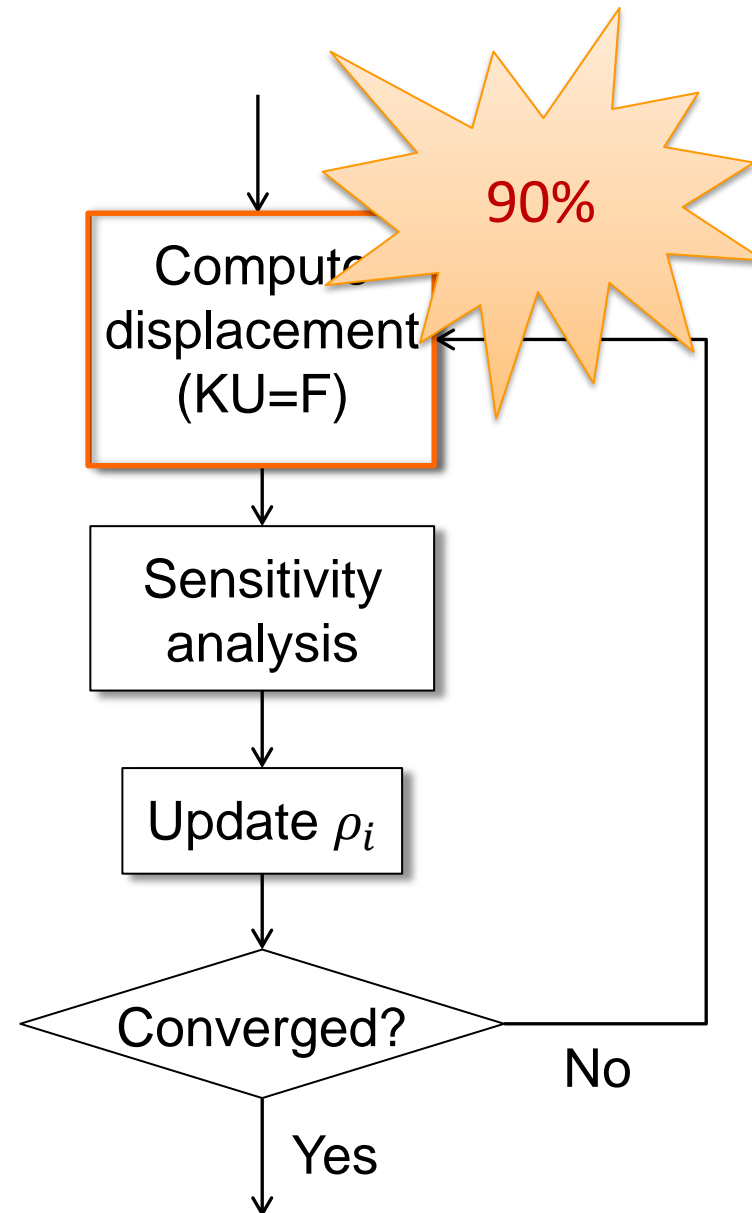 90%
Compute
displacement
(KU=F)
Sensitivity
analysis
Update ρᵢ
Converged?
No
Yes